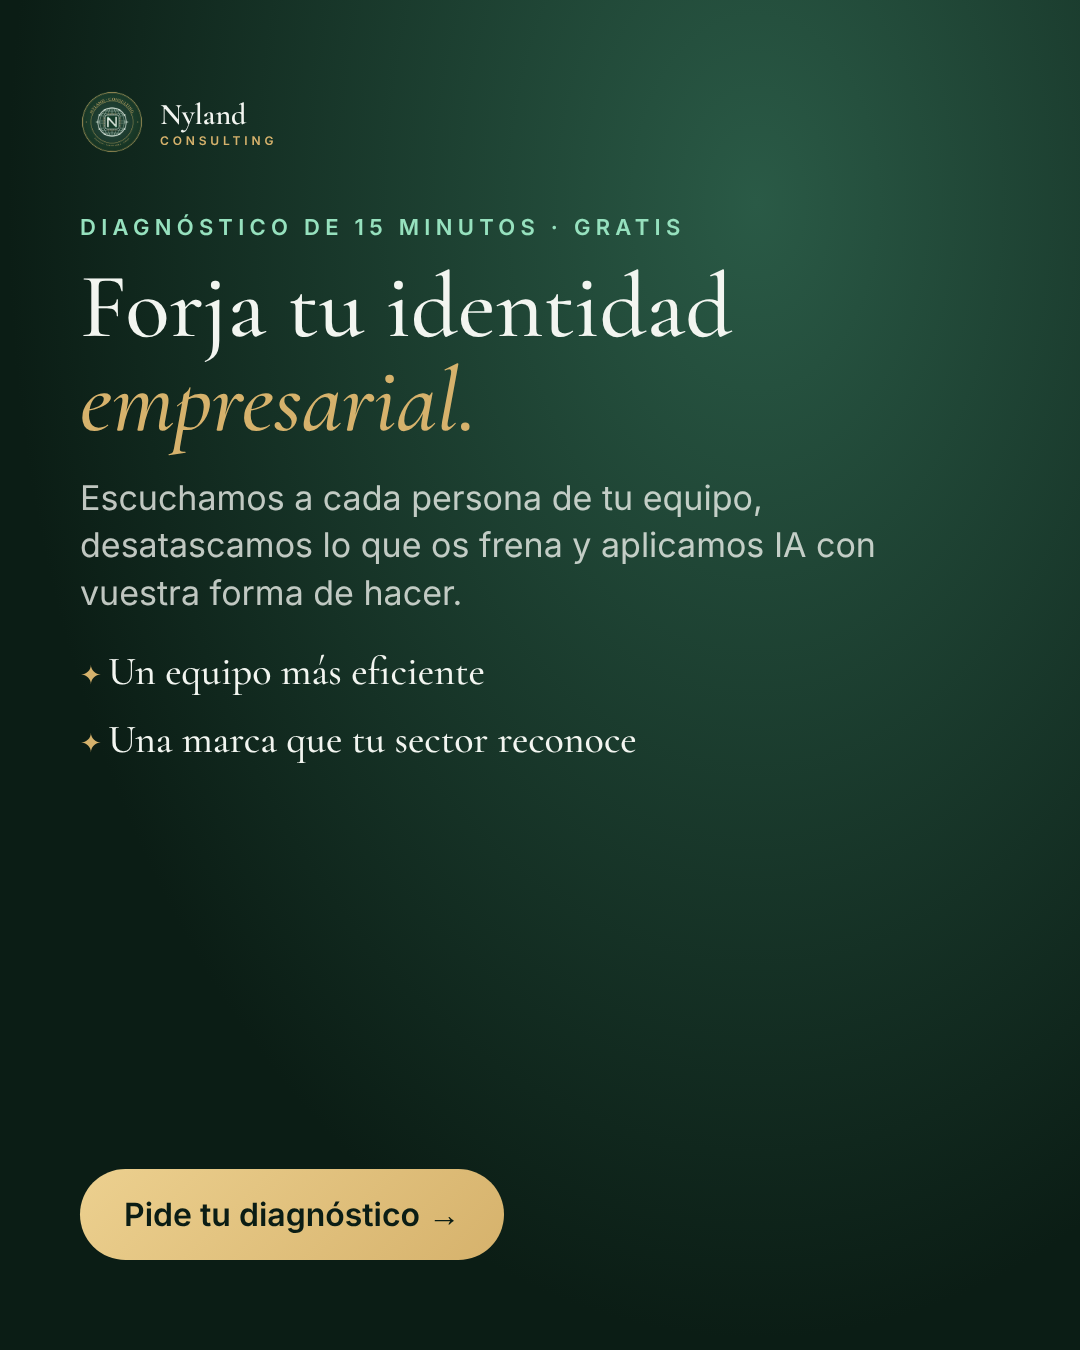 Nyland
CONSULTING
DIAGNÓSTICO DE 15 MINUTOS · GRATIS
Forja tu identidad
empresarial.
Escuchamos a cada persona de tu equipo,
desatascamos lo que os frena y aplicamos IA con
vuestra forma de hacer.
✦ Un equipo más eficiente
✦ Una marca que tu sector reconoce
Pide tu diagnóstico →